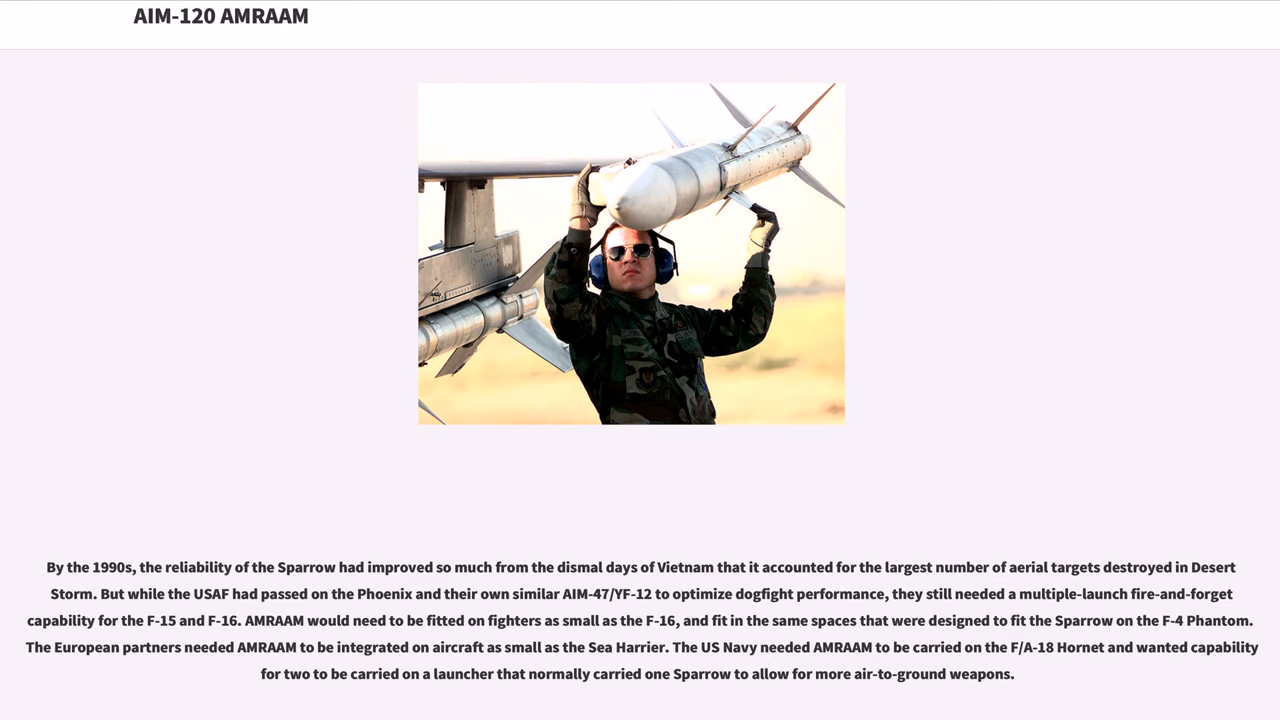 AIM-120 AMRAAM
By the 1990s, the reliability of the Sparrow had improved so much from the dismal days of Vietnam that it accounted for the largest number of aerial targets destroyed in Desert
Storm. But while the USAF had passed on the Phoenix and their own similar AIM-47/YF-12 to optimize dogfight performance, they still needed a multiple-launch fire-and-forget
capability for the F-15 and F-16. AMRAAM would need to be fitted on fighters as small as the F-16, and fit in the same spaces that were designed to fit the Sparrow on the F-4 Phantom.
The European partners needed AMRAAM to be integrated on aircraft as small as the Sea Harrier. The US Navy needed AMRAAM to be carried on the F/A-18 Hornet and wanted capability
for two to be carried on a launcher that normally carried one Sparrow to allow for more air-to-ground weapons.